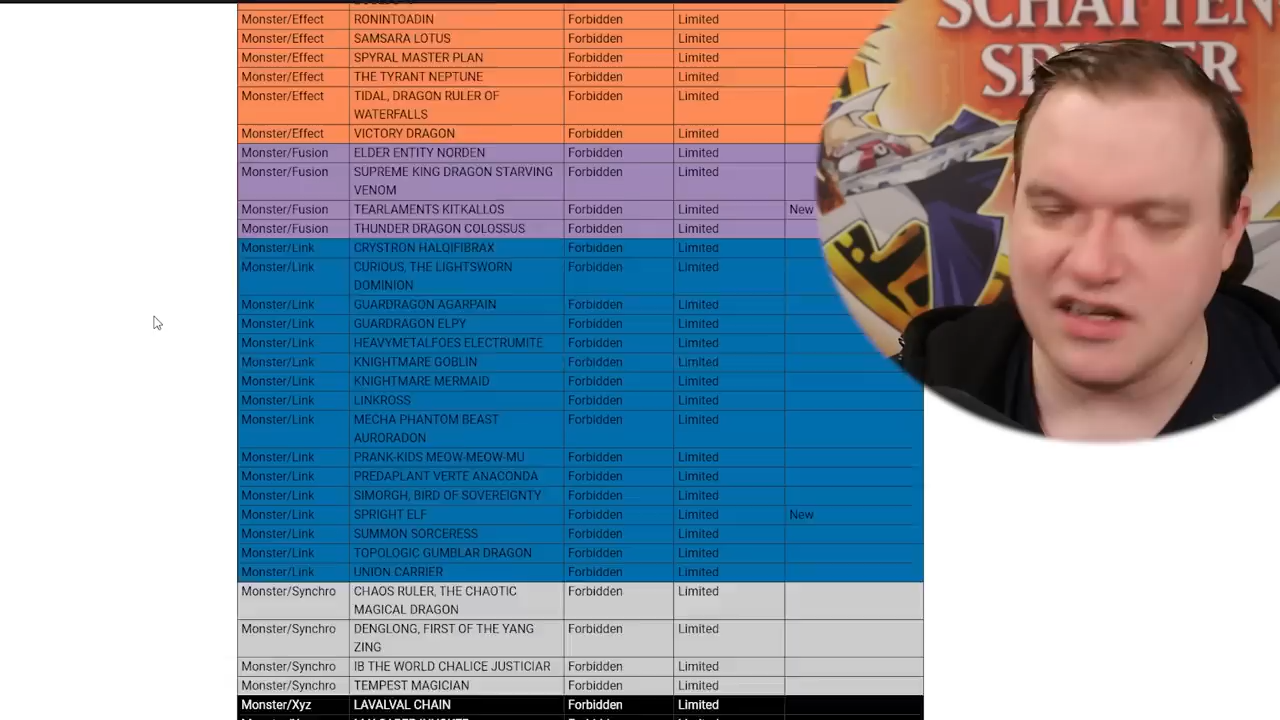 SCHATTEN
SP
ER
Monster/Effect RONINTOADIN Forbidden Limited
Monster/Effect SAMSARA LOTUS Forbidden Limited
Monster/Effect SPYRAL MASTER PLAN Forbidden Limited
Monster/Effect THE TYRANT NEPTUNE Forbidden Limited
Monster/Effect TIDAL, DRAGON RULER OF Forbidden Limited
WATERFALLS
Monster/Effect VICTORY DRAGON Forbidden Limited
Monster/Fusion ELDER ENTITY NORDEN Forbidden Limited
Monster/Fusion SUPREME KING DRAGON STARVING Forbidden Limited
VENOM
Monster/Fusion TEARLAMENTS KITKALLOS Forbidden Limited New
Monster/Fusion THUNDER DRAGON COLOSSUS Forbidden Limited
Monster/Link CRYSTRON HALQIFIBRAX Forbidden Limited
Monster/Link CURIOUS, THE LIGHTSWORN Forbidden Limited
DOMINION
Monster/Link GUARDRAGON AGARPAIN Forbidden Limited
Monster/Link GUARDRAGON ELPY Forbidden Limited
Monster/Link HEAVYMETALFOES ELECTRUMITE Forbidden Limited
Monster/Link KNIGHTMARE GOBLIN Forbidden Limited
Monster/Link KNIGHTMARE MERMAID Forbidden Limited
Monster/Link LINKROSS Forbidden Limited
Monster/Link MECHA PHANTOM BEAST Forbidden Limited
AURORADON
Monster/Link PRANK-KIDS MEOW-MEOW-MU Forbidden Limited
Monster/Link PREDAPLANT VERTE ANACONDA Forbidden Limited
Monster/Link SIMORGH, BIRD OF SOVEREIGNTY Forbidden Limited
Monster/Link SPRIGHT ELF Forbidden Limited New
Monster/Link SUMMON SORCERESS Forbidden Limited
Monster/Link TOPOLOGIC GUMBLAR DRAGON Forbidden Limited
Monster/Link UNION CARRIER Forbidden Limited
Monster/Synchro CHAOS RULER, THE CHAOTIC Forbidden Limited
MAGICAL DRAGON
Monster/Synchro DENGLONG, FIRST OF THE YANG Forbidden Limited
ZING
Monster/Synchro IB THE WORLD CHALICE JUSTICIAR Forbidden Limited
Monster/Synchro TEMPEST MAGICIAN Forbidden Limited
Monster/Xyz LAVALVAL CHAIN Forbidden Limited